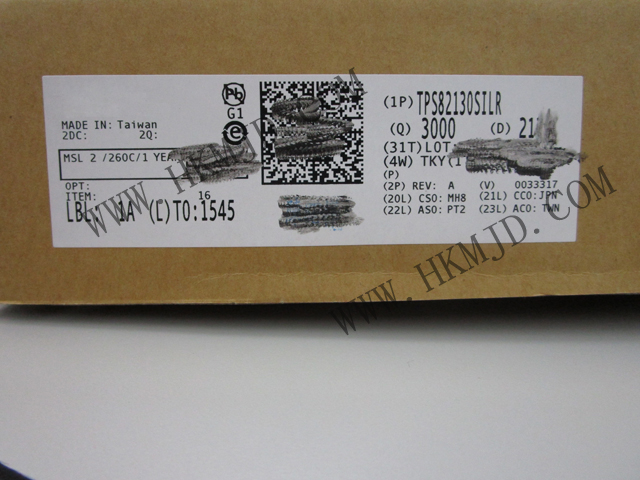 MADE IN: Taiwan
2DC: 2Q:
MSL 2 /260C/1 YEA
OPT:
ITEM: 16
LBL: 1A (L)TO:1545
Pb
G1
e
(1P) TPS82130SILR
(Q) 3000 (D) 21
(31T) LOT
(4W) TKY(1
(P)
(2P) REV: A (V) 0033317
(20L) CSO: MH8 (21L) CCO:JPN
(22L) ASO: PT2 (23L) ACO: TWN
WWW.HKMJD.COM
WWW.HKMJD.COM